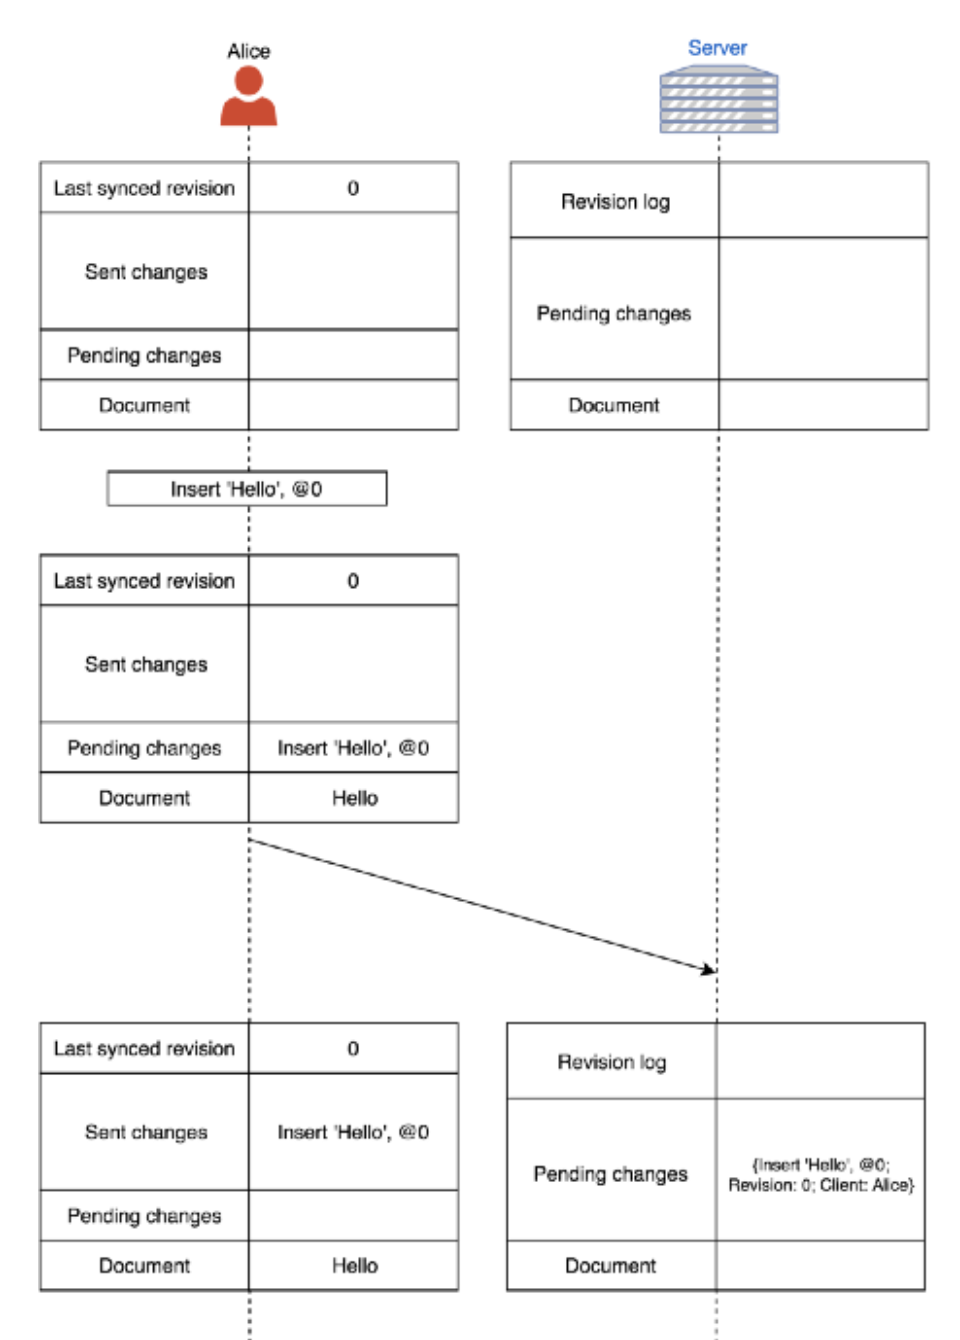 Alice
Server
Last synced revision 0
Sent changes
Pending changes
Document
Revision log
Pending changes
Document
Insert 'Hello', @0
Last synced revision 0
Sent changes
Pending changes Insert 'Hello', @0
Document Hello
Last synced revision 0
Sent changes Insert 'Hello', @0
Pending changes
Document Hello
Revision log
Pending changes {Insert 'Hello', @0;
Revision: 0; Client: Alice}
Document